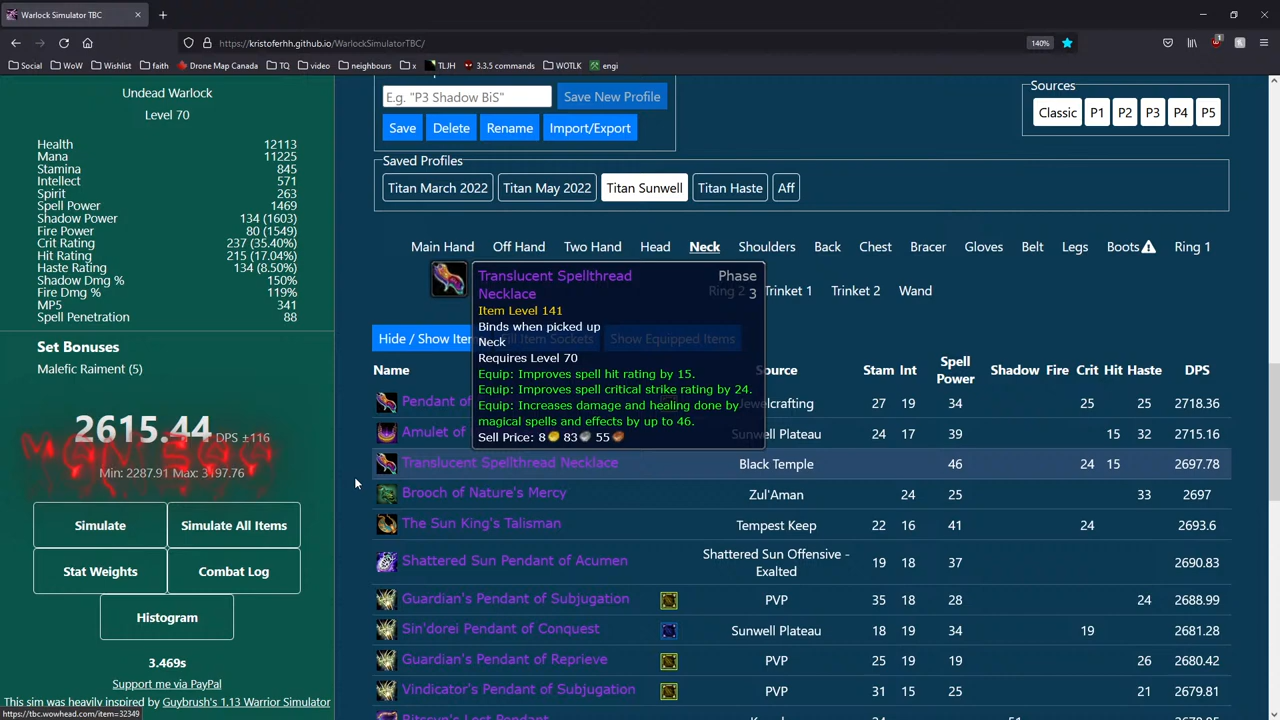 Warlock Simulator TBC
https://kristoferhh.github.io/WarlockSimulatorTBC/
140%
Social WoW Wishlist faith Drone Map Canada TQ video neighbours x TLJH 3.3.5 commands WOTLK engi
Undead Warlock
Level 70
Health 12113
Mana 11225
Stamina 845
Intellect 571
Spirit 263
Spell Power 1469
Shadow Power 134 (1603)
Fire Power 80 (1549)
Crit Rating 237 (35.40%)
Hit Rating 215 (17.04%)
Haste Rating 134 (8.50%)
Shadow Dmg % 150%
Fire Dmg % 119%
MP5 341
Spell Penetration 88
Set Bonuses
Malefic Raiment (5)
2615.44 DPS ±116
Min: 2287.91 Max: 3197.76
Simulate Simulate All Items
Stat Weights Combat Log
Histogram
3.469s
Support me via PayPal
This sim was heavily inspired by Guybrush's 1.13 Warrior Simulator
https://tbc.wowhead.com/item=32349
E.g. "P3 Shadow BiS" Save New Profile
Save Delete Rename Import/Export
Sources
Classic P1 P2 P3 P4 P5
Saved Profiles
Titan March 2022 Titan May 2022 Titan Sunwell Titan Haste Aff
Main Hand Off Hand Two Hand Head Neck Shoulders Back Chest Bracer Gloves Belt Legs Boots Ring 1
Ring 2 Trinket 1 Trinket 2 Wand
Translucent Spellthread
Necklace
Phase
3
Item Level 141
Binds when picked up
Neck
Requires Level 70
Equip: Improves spell hit rating by 15.
Equip: Improves spell critical strike rating by 24.
Equip: Increases damage and healing done by
magical spells and effects by up to 46.
Sell Price: 8 83 55
Hide / Show Item Sockets Show Equipped Items
Name Source Stam Int Spell Power Shadow Fire Crit Hit Haste DPS
Pendant of 27 19 34 25 25 2718.36
Amulet of Sunwell Plateau 24 17 39 15 32 2715.16
Translucent Spellthread Necklace Black Temple 46 24 15 2697.78
Brooch of Nature's Mercy Zul'Aman 24 25 33 2697
The Sun King's Talisman Tempest Keep 22 16 41 24 2693.6
Shattered Sun Pendant of Acumen Shattered Sun Offensive - Exalted 19 18 37 2690.83
Guardian's Pendant of Subjugation PVP 35 18 28 24 2688.99
Sin'dorei Pendant of Conquest Sunwell Plateau 18 19 34 19 2681.28
Guardian's Pendant of Reprieve PVP 25 19 19 26 2680.42
Vindicator's Pendant of Subjugation PVP 31 15 25 21 2679.81